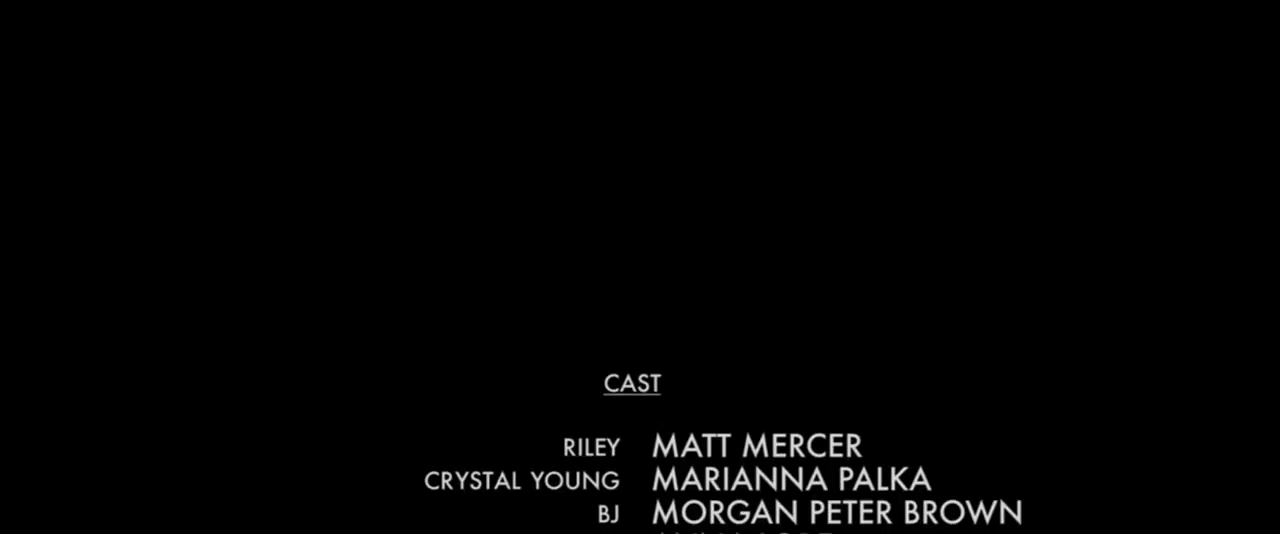 CAST
RILEY MATT MERCER
CRYSTAL YOUNG MARIANNA PALKA
BJ MORGAN PETER BROWN